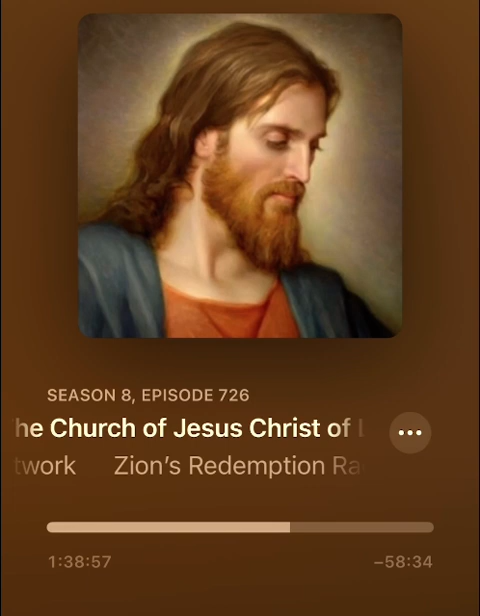 SEASON 8, EPISODE 726
he Church of Jesus Christ of
twork Zion's Redemption Ra
1:38:57 –58:34